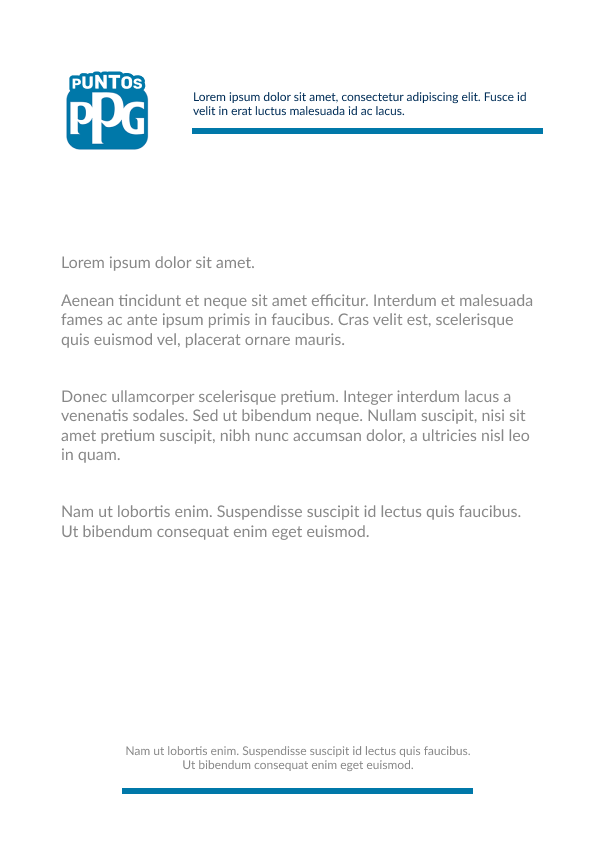 PUNTOS
PPG
Lorem ipsum dolor sit amet, consectetur adipiscing elit. Fusce id
velit in erat luctus malesuada id ac lacus.
Lorem ipsum dolor sit amet.
Aenean tincidunt et neque sit amet efficitur. Interdum et malesuada
fames ac ante ipsum primis in faucibus. Cras velit est, scelerisque
quis euismod vel, placerat ornare mauris.
Donec ullamcorper scelerisque pretium. Integer interdum lacus a
venenatis sodales. Sed ut bibendum neque. Nullam suscipit, nisi sit
amet pretium suscipit, nibh nunc accumsan dolor, a ultricies nisl leo
in quam.
Nam ut lobortis enim. Suspendisse suscipit id lectus quis faucibus.
Ut bibendum consequat enim eget euismod.
Nam ut lobortis enim. Suspendisse suscipit id lectus quis faucibus.
Ut bibendum consequat enim eget euismod.